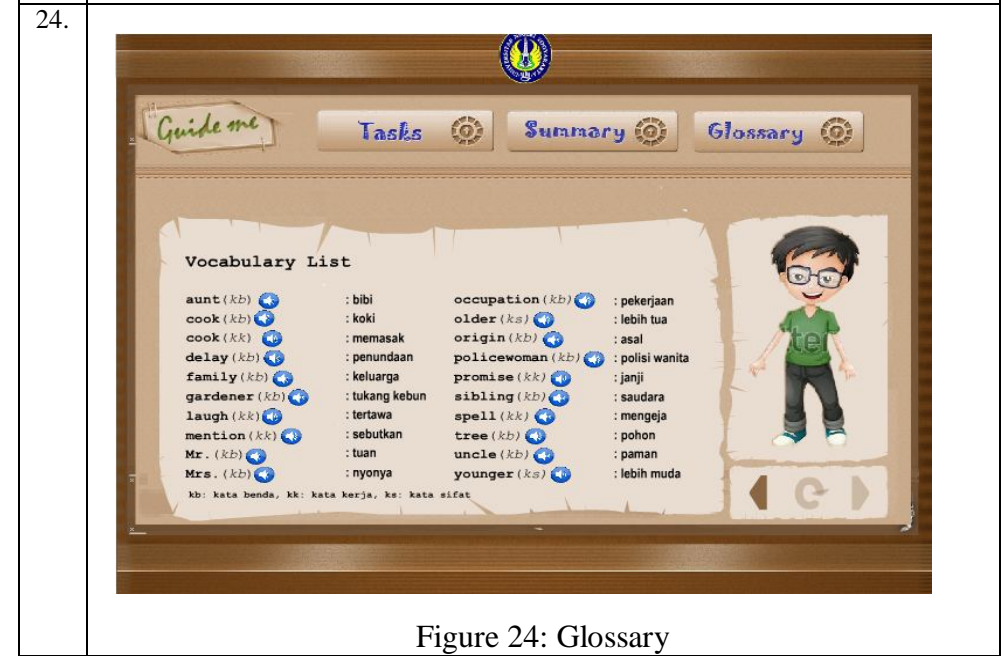 24.
Guide me
Tasks
Summary
Glossary
Vocabulary List
aunt(kb) : bibi
cook(kb) : koki
cook(kk) : memasak
delay(kb) : penundaan
family(kb) : keluarga
gardener(kb) : tukang kebun
laugh(kk) : tertawa
mention(kk) : sebutkan
Mr.(kb) : tuan
Mrs.(kb) : nyonya
occupation(kb) : pekerjaan
older(ks) : lebih tua
origin(kb) : asal
policewoman(kb) : polisi wanita
promise(kk) : janji
sibling(kb) : saudara
spell(kk) : mengeja
tree(kb) : pohon
uncle(kb) : paman
younger(ks) : lebih muda
kb: kata benda, kk: kata kerja, ks: kata sifat
Figure 24: Glossary